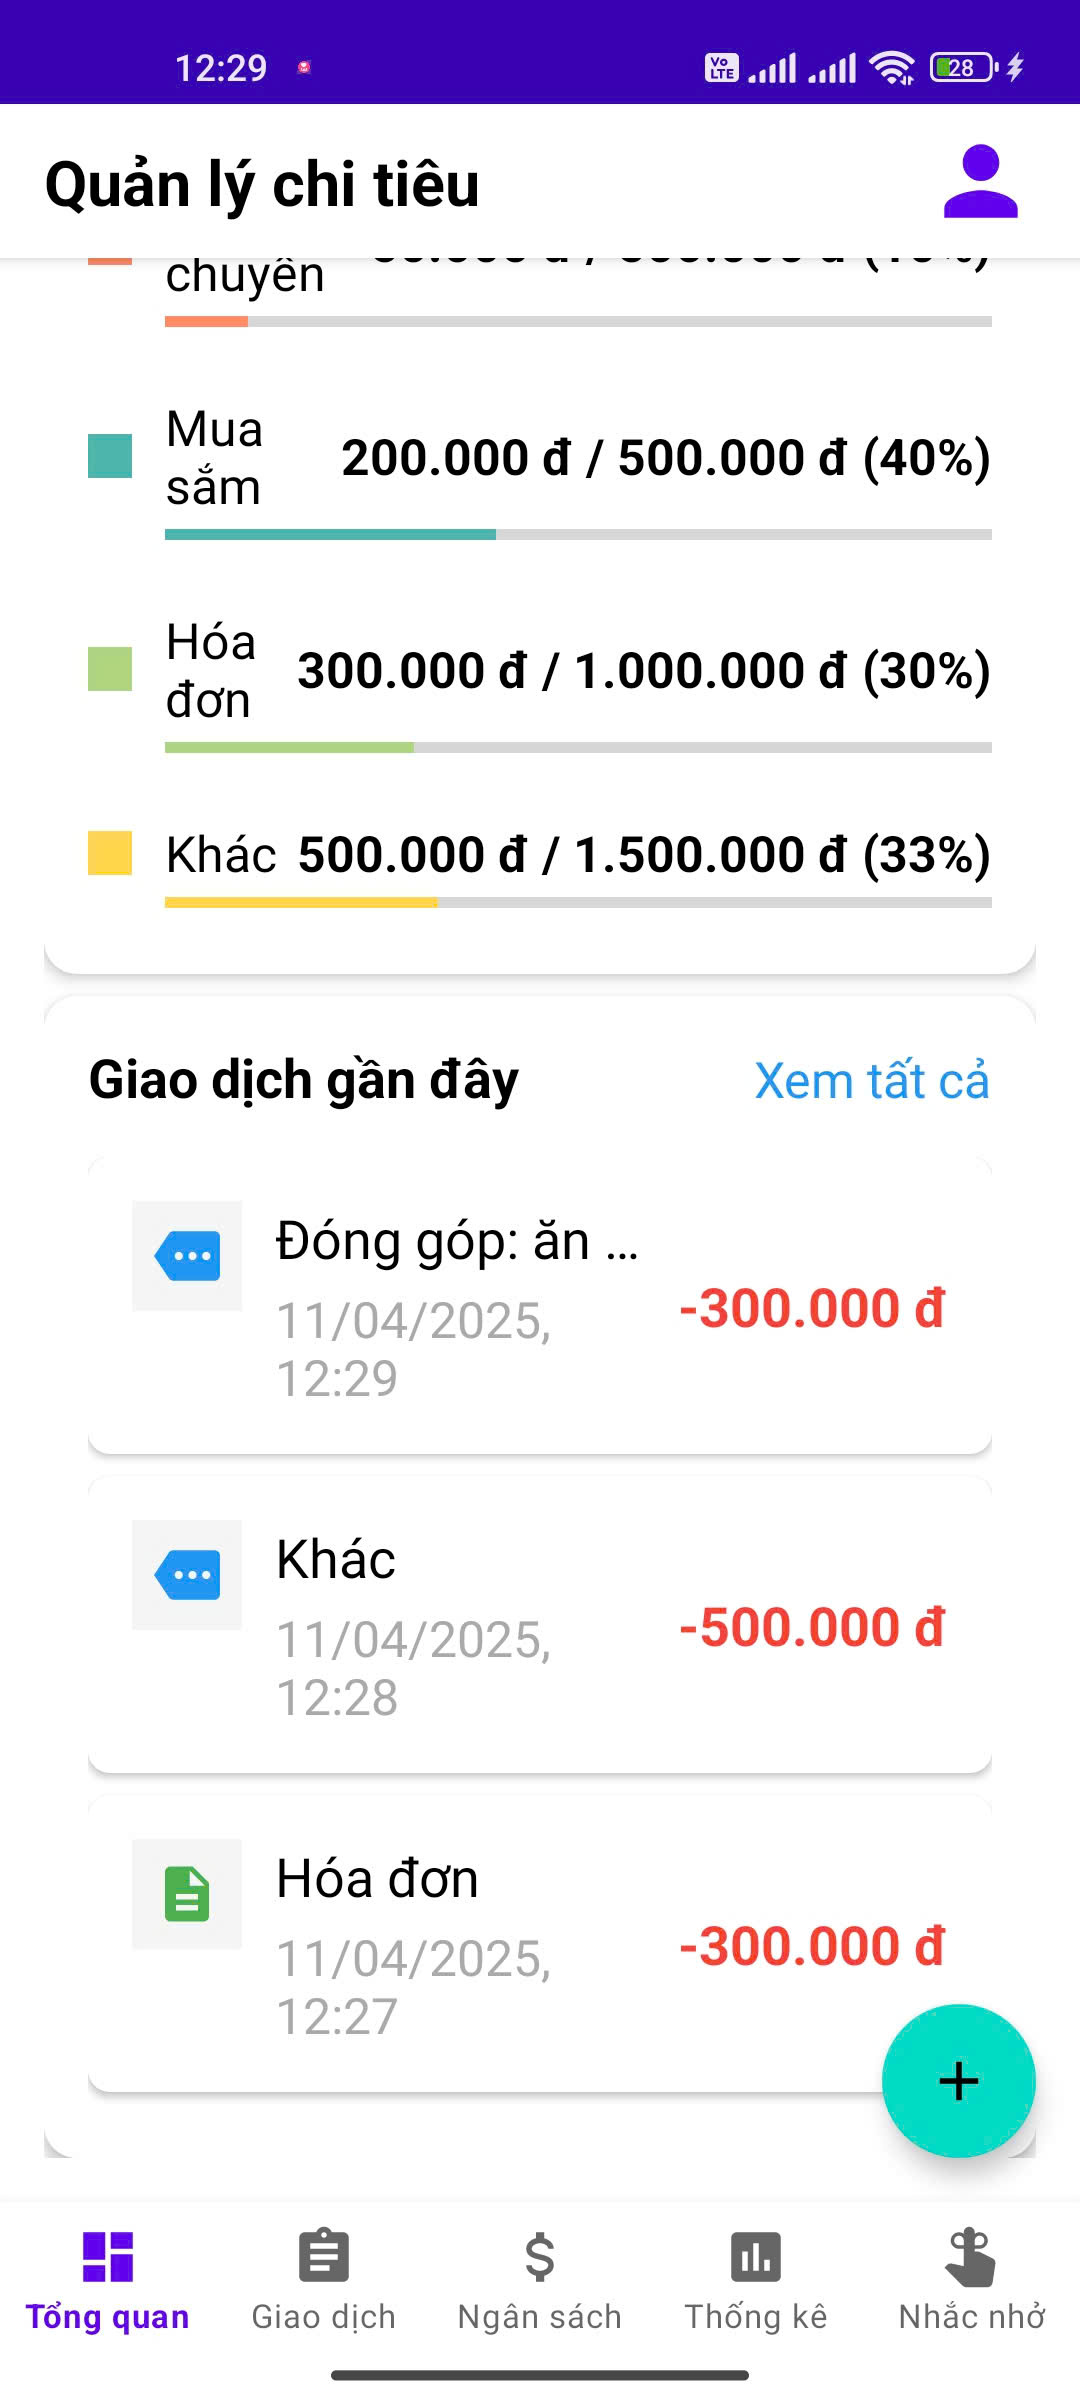 12:29
Vo LTE
28
Quản lý chi tiêu
chuyển
Mua sắm
200.000 đ / 500.000 đ (40%)
Hóa đơn
300.000 đ / 1.000.000 đ (30%)
Khác 500.000 đ / 1.500.000 đ (33%)
Giao dịch gần đây
Xem tất cả
Đóng góp: ăn ...
11/04/2025,
12:29
-300.000 đ
Khác
11/04/2025,
12:28
-500.000 đ
Hóa đơn
11/04/2025,
12:27
-300.000 đ
+
Tổng quan
Giao dịch
Ngân sách
Thống kê
Nhắc nhở